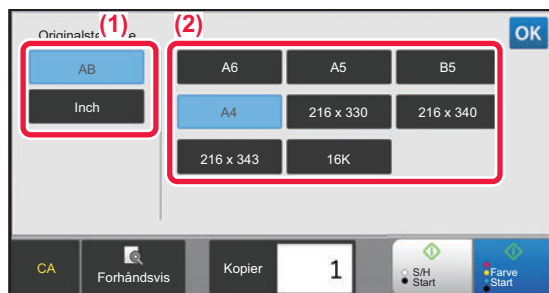 (1) (2)
OK
AB
Inch
A6 A5 B5
A4 216 x 330 216 x 340
216 x 343 16K
CA
Forhåndsvis
Kopier
1
S/H
Start
Farve
Start